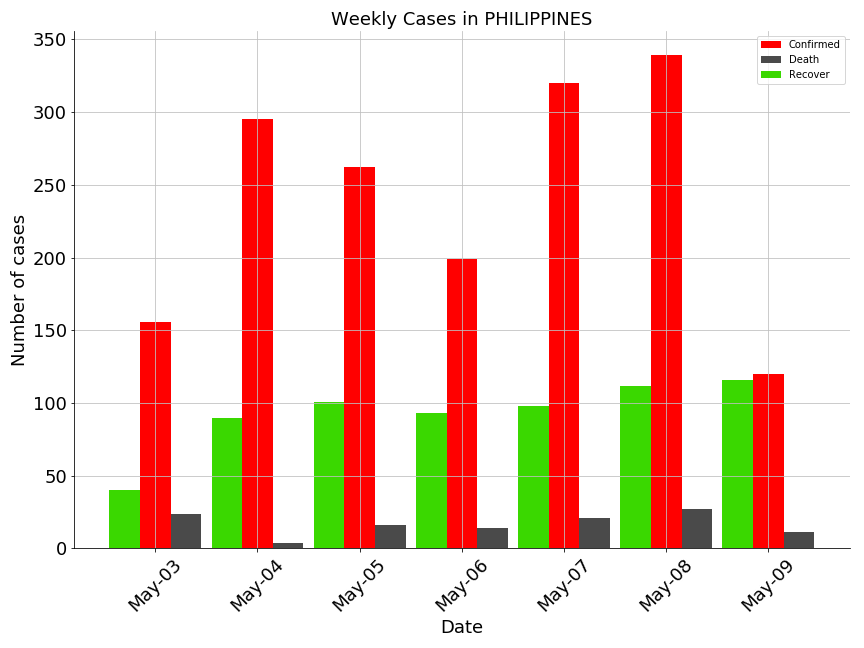 Weekly Cases in PHILIPPINES
Confirmed
Death
Recover
Number of cases
350
300
250
200
150
100
50
0
May-03
May-04
May-05
May-06
May-07
May-08
May-09
Date